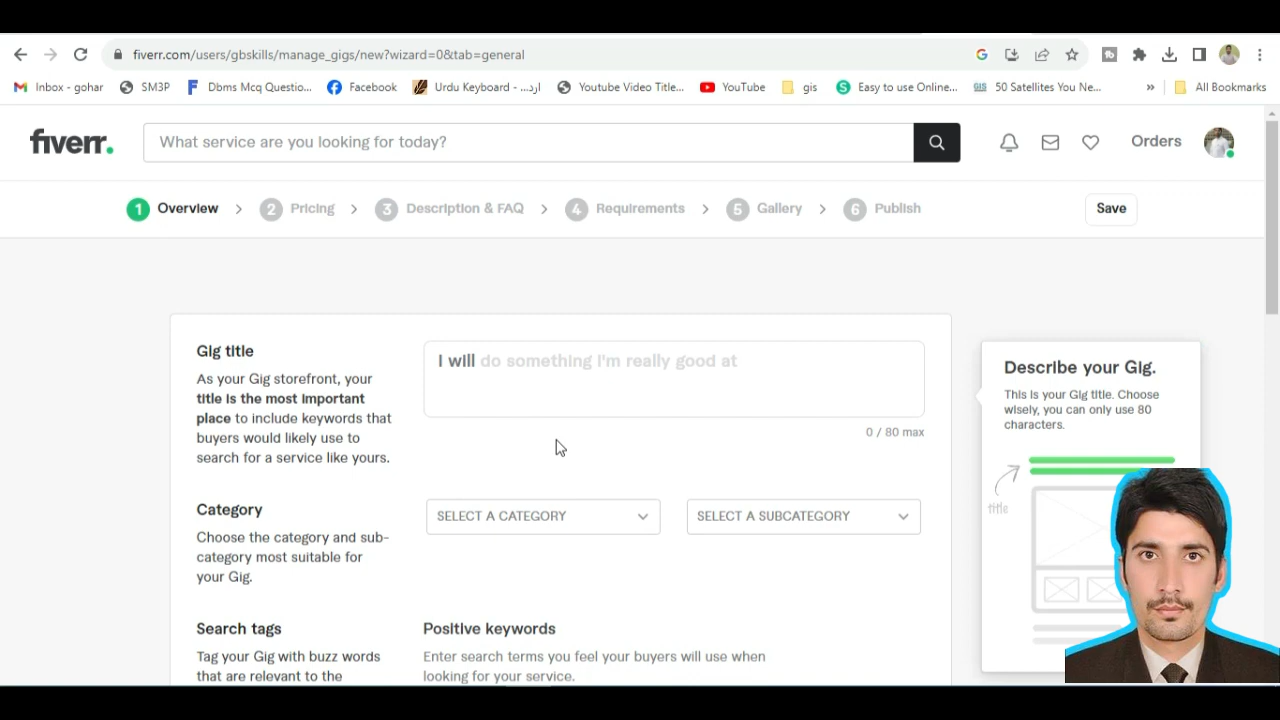 fiverr.com/users/gbskills/manage_gigs/new?wizard=0&tab=general
Inbox - gohar
SM3P
Dbms Mcq Questio...
Facebook
Urdu Keyboard - ...ارد
Youtube Video Title...
YouTube
gis
Easy to use Online...
50 Satellites You Ne...
»
All Bookmarks
fiverr.
What service are you looking for today?
Orders
1 Overview
2 Pricing
3 Description & FAQ
4 Requirements
5 Gallery
6 Publish
Save
Gig title
As your Gig storefront, your
title is the most important
place to include keywords that
buyers would likely use to
search for a service like yours.
I will do something I'm really good at
0 / 80 max
Describe your Gig.
This is your Gig title. Choose
wisely, you can only use 80
characters.
title
Category
Choose the category and sub-
category most suitable for
your Gig.
SELECT A CATEGORY
SELECT A SUBCATEGORY
Search tags
Tag your Gig with buzz words
that are relevant to the
Positive keywords
Enter search terms you feel your buyers will use when
looking for your service.